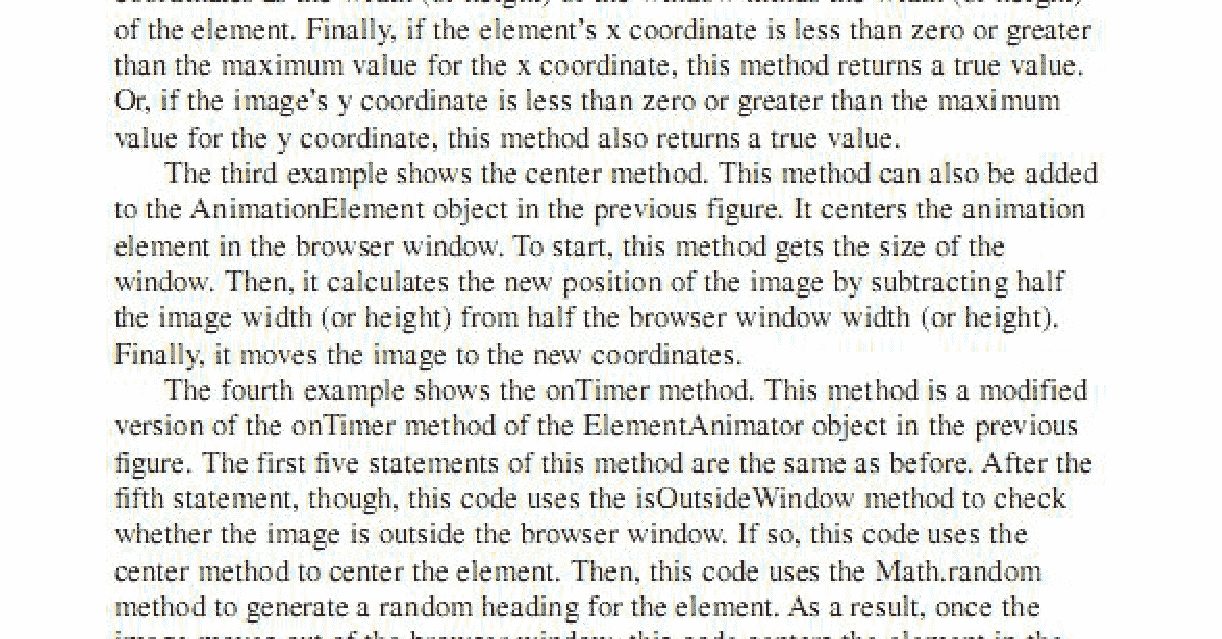 of the element. Finally, if the element's x coordinate is less than zero or greater
than the maximum value for the x coordinate, this method returns a true value.
Or, if the image's y coordinate is less than zero or greater than the maximum
value for the y coordinate, this method also returns a true value.
The third example shows the center method. This method can also be added
to the AnimationElement object in the previous figure. It centers the animation
element in the browser window. To start, this method gets the size of the
window. Then, it calculates the new position of the image by subtracting half
the image width (or height) from half the browser window width (or height).
Finally, it moves the image to the new coordinates.
The fourth example shows the onTimer method. This method is a modified
version of the onTimer method of the ElementAnimator object in the previous
figure. The first five statements of this method are the same as before. After the
fifth statement, though, this code uses the isOutsideWindow method to check
whether the image is outside the browser window. If so, this code uses the
center method to center the element. Then, this code uses the Math.random
method to generate a random heading for the element. As a result, once the